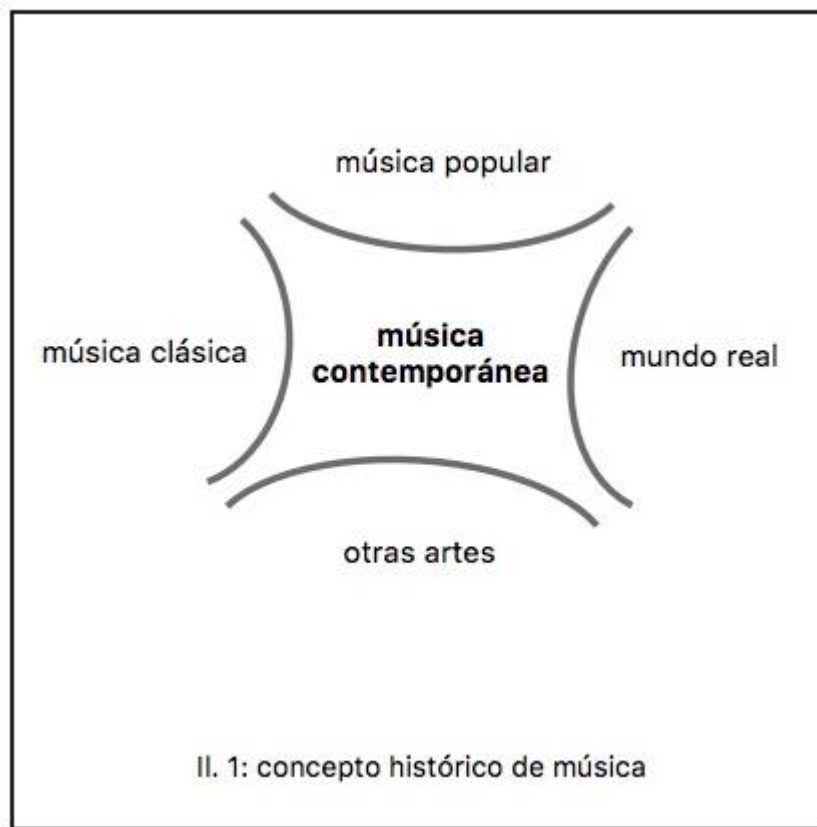 música popular
música clásica
música
contemporánea
mundo real
otras artes
Il. 1: concepto histórico de música